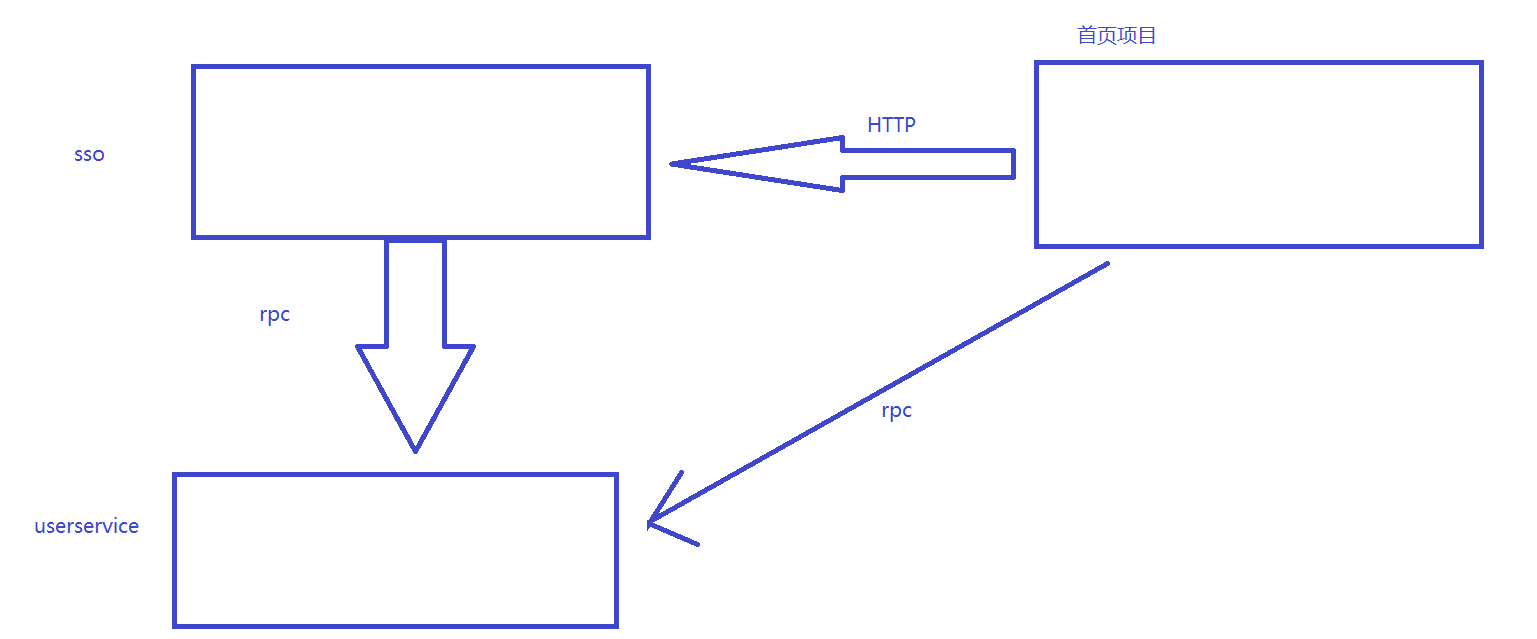 首页项目
HTTP
sso
rpc
rpc
userservice